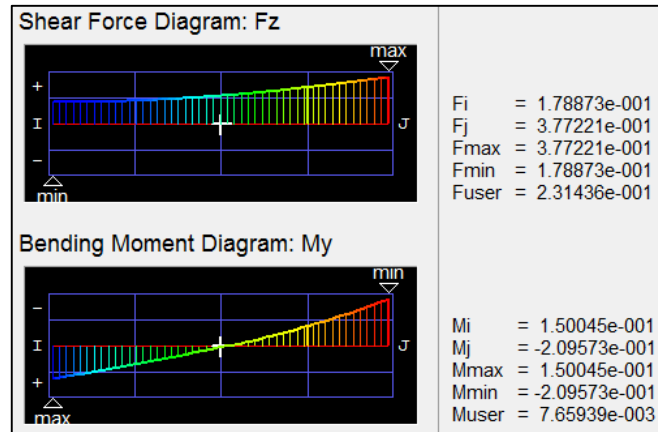 Shear Force Diagram: Fz
max
+
I
J
−
min
Fi = 1.78873e-001
Fj = 3.77221e-001
Fmax = 3.77221e-001
Fmin = 1.78873e-001
Fuser = 2.31436e-001
Bending Moment Diagram: My
min
−
I
J
+
max
Mi = 1.50045e-001
Mj = -2.09573e-001
Mmax = 1.50045e-001
Mmin = -2.09573e-001
Muser = 7.65939e-003